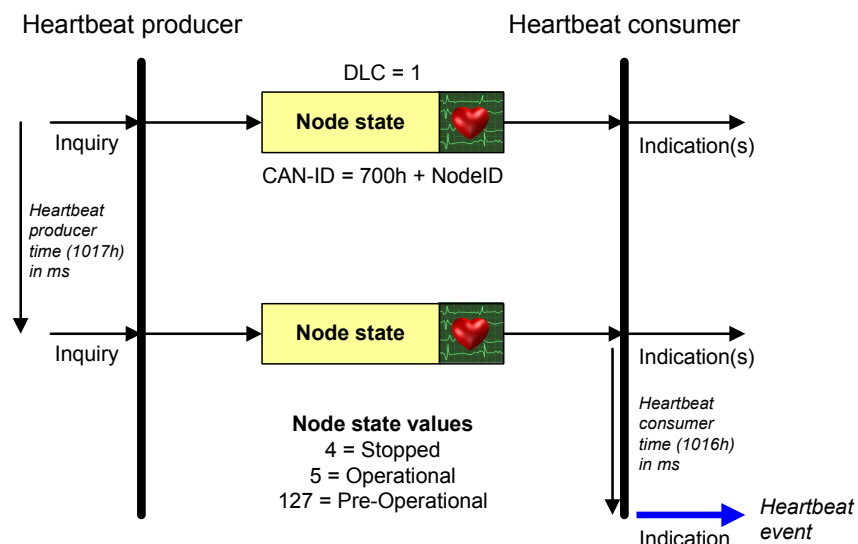 Heartbeat producer
Heartbeat consumer
DLC = 1
Node state
Inquiry
Indication(s)
CAN-ID = 700h + NodeID
Heartbeat
producer
time (1017h)
in ms
Node state
Inquiry
Indication(s)
Node state values
4 = Stopped
5 = Operational
127 = Pre-Operational
Heartbeat
consumer
time (1016h)
in ms
Indication
Heartbeat
event